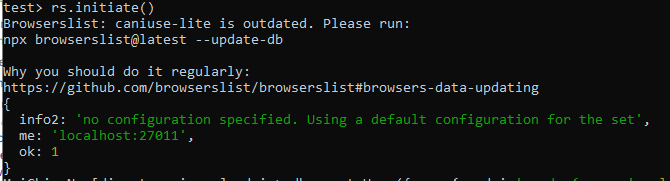 test> rs.initiate()
Browserslist: caniuse-lite is outdated. Please run:
npx browserslist@latest --update-db
Why you should do it regularly:
https://github.com/browserslist/browserslist#browsers-data-updating
{
  info2: 'no configuration specified. Using a default configuration for the set',
  me: 'localhost:27011',
  ok: 1
}